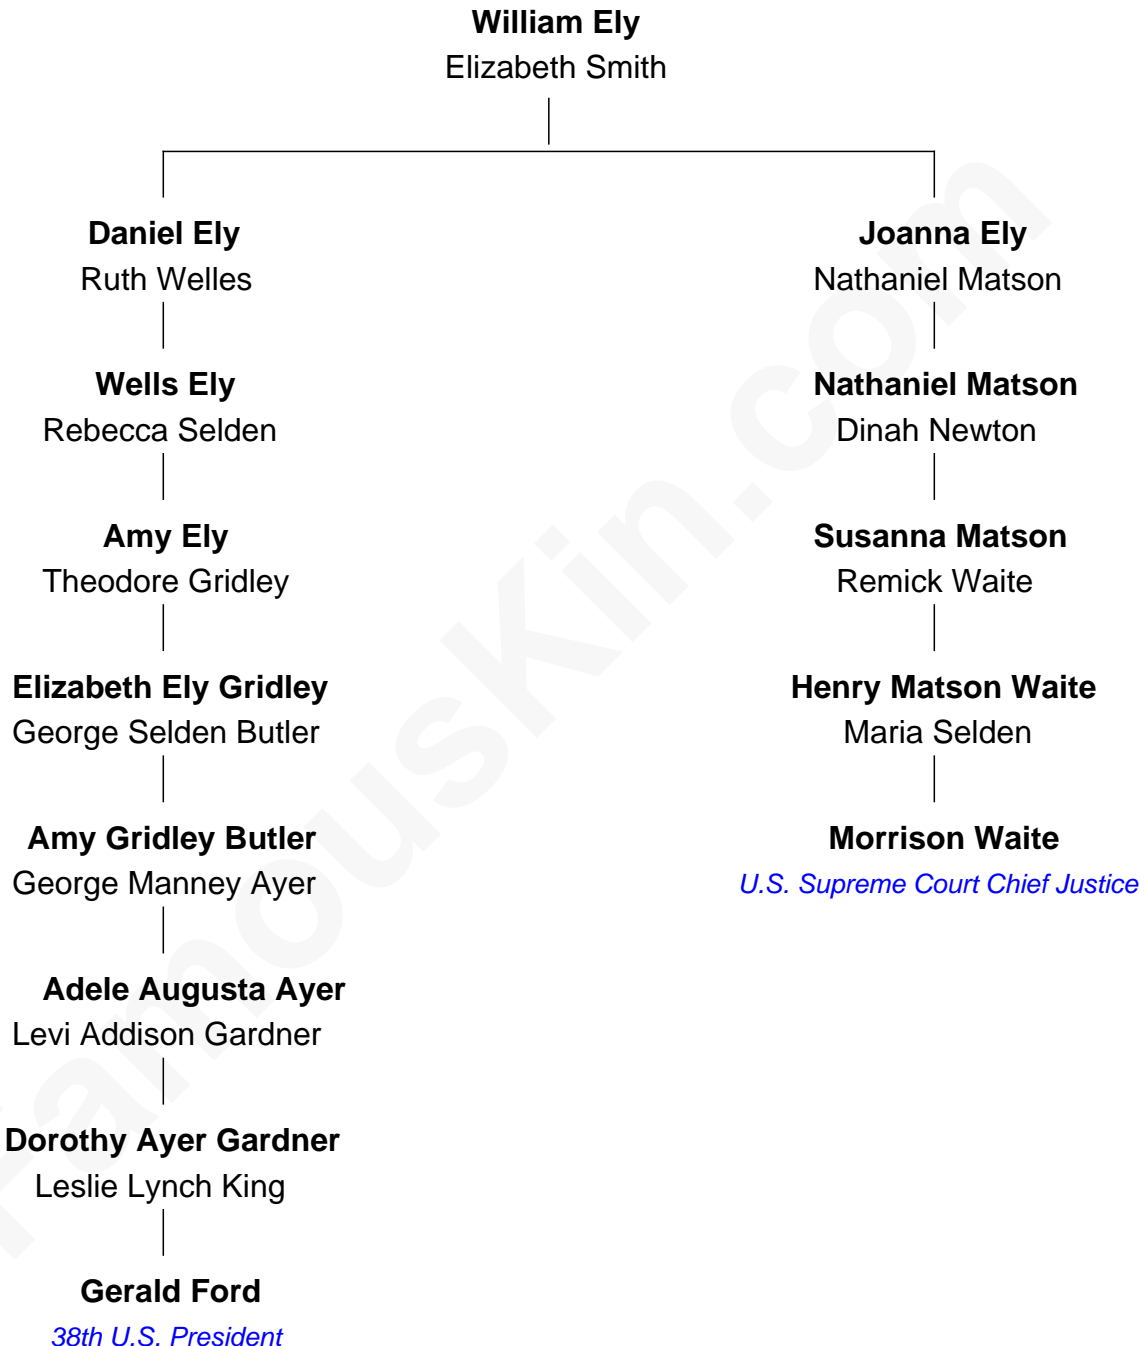 William Ely
Elizabeth Smith
Daniel Ely
Ruth Welles
Wells Ely
Rebecca Selden
Amy Ely
Theodore Gridley
Elizabeth Ely Gridley
George Selden Butler
Amy Gridley Butler
George Manney Ayer
Adele Augusta Ayer
Levi Addison Gardner
Dorothy Ayer Gardner
Leslie Lynch King
Gerald Ford
38th U.S. President
Joanna Ely
Nathaniel Matson
Nathaniel Matson
Dinah Newton
Susanna Matson
Remick Waite
Henry Matson Waite
Maria Selden
Morrison Waite
U.S. Supreme Court Chief Justice
FamousKin.com